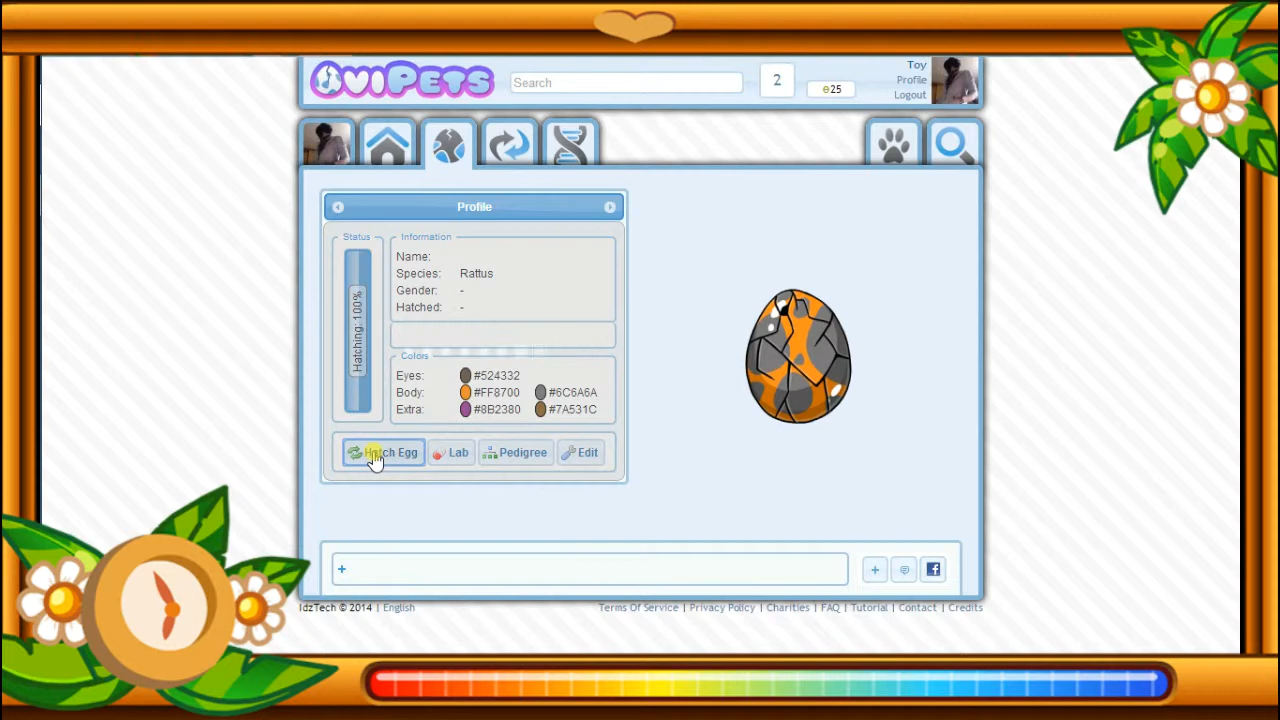 OviPets
Search
2
25
Toy
Profile
Logout
Profile
Status
Hatching: 100%
Information
Name:
Species: Rattus
Gender: -
Hatched: -
Colors
Eyes: #524332
Body: #FF8700 #6C6A6A
Extra: #8B2380 #7A531C
Hatch Egg Lab Pedigree Edit
+
+
IdzTech © 2014 | English
Terms Of Service | Privacy Policy | Charities | FAQ | Tutorial | Contact | Credits